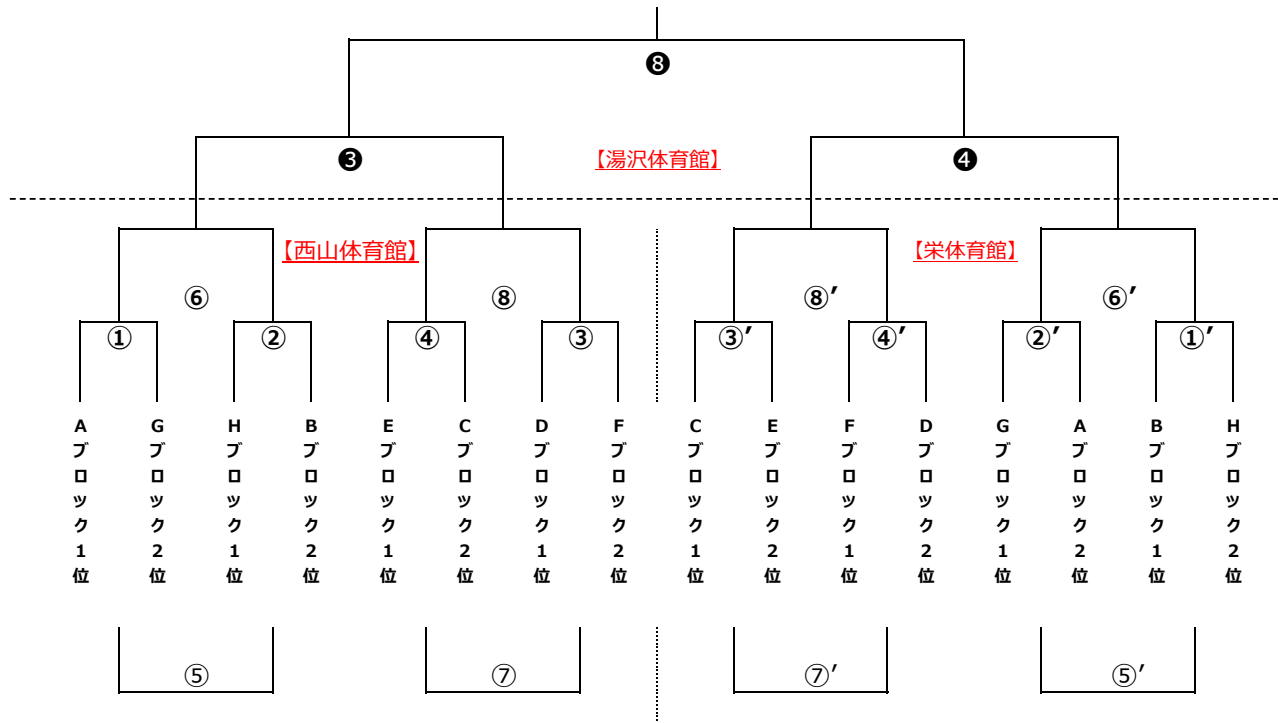 ❽
❸
【湯沢体育館】
❹
【西山体育館】
【栄体育館】
⑥
⑧
⑧′
⑥′
①
②
④
③
③′
④′
②′
①′
Aブロック1位
Gブロック2位
Hブロック1位
Bブロック2位
Eブロック1位
Cブロック2位
Dブロック1位
Fブロック2位
Cブロック1位
Eブロック2位
Fブロック1位
Dブロック2位
Gブロック1位
Aブロック2位
Bブロック1位
Hブロック2位
⑤
⑦
⑦′
⑤′